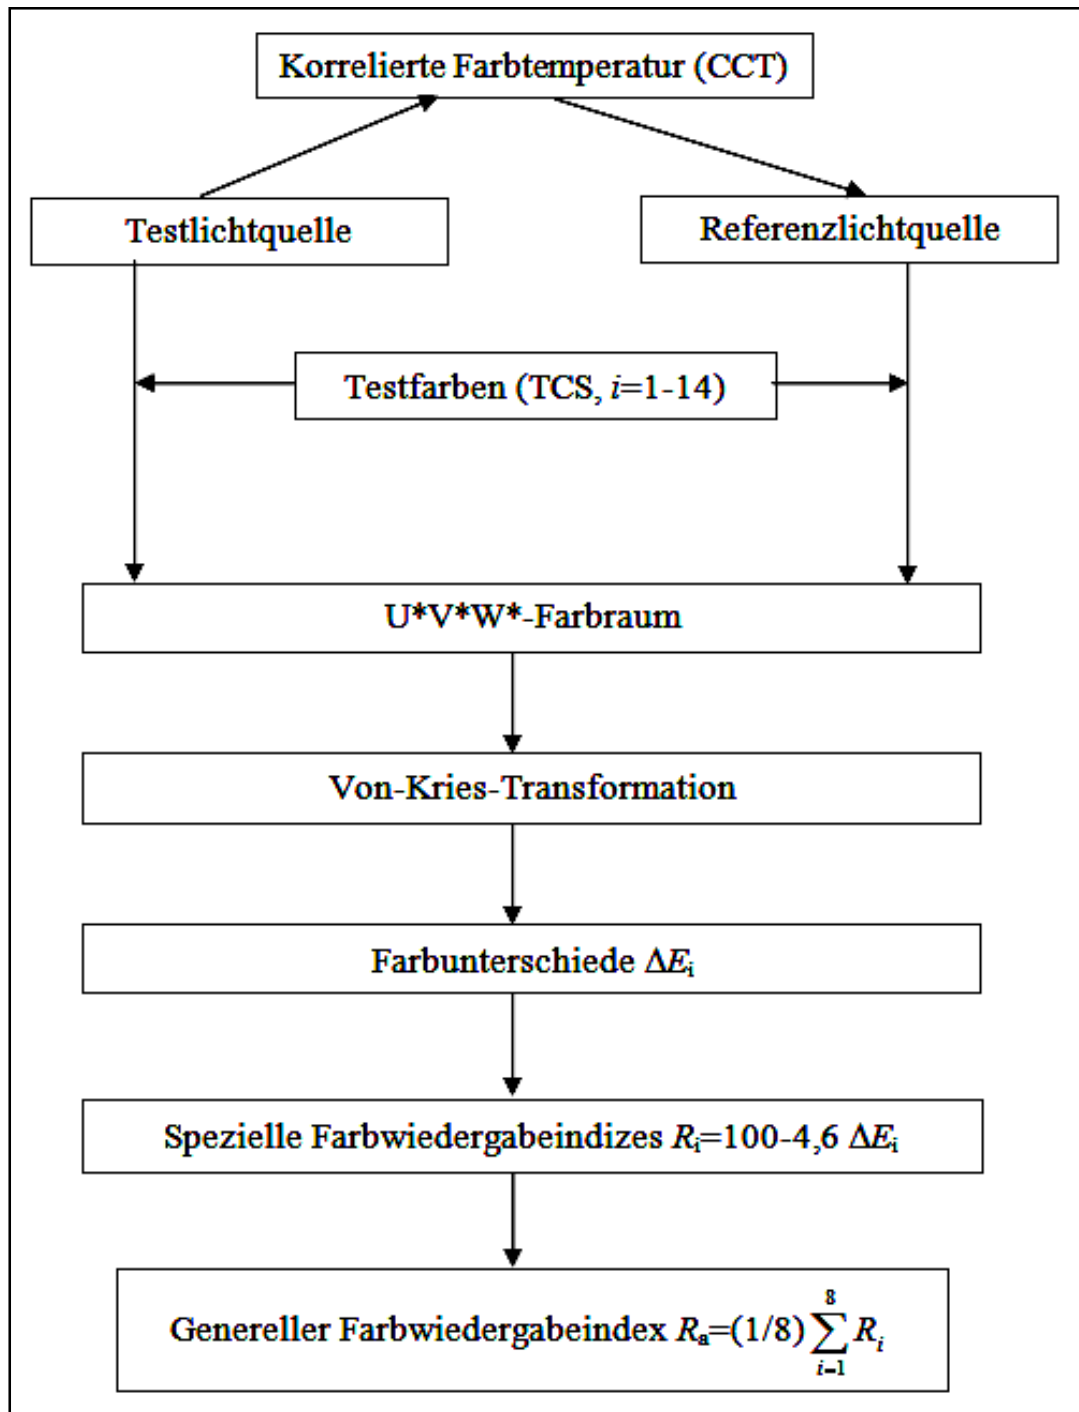 Korrelierte Farbtemperatur (CCT)
Testlichtquelle
Referenzlichtquelle
Testfarben (TCS, i=1-14)
U*V*W*-Farbraum
Von-Kries-Transformation
Farbunterschiede ΔEi
Spezielle Farbwiedergabeindizes Ri=100-4,6 ΔEi
Genereller Farbwiedergabeindex Ra=(1/8) ∑ i=1 8 Ri